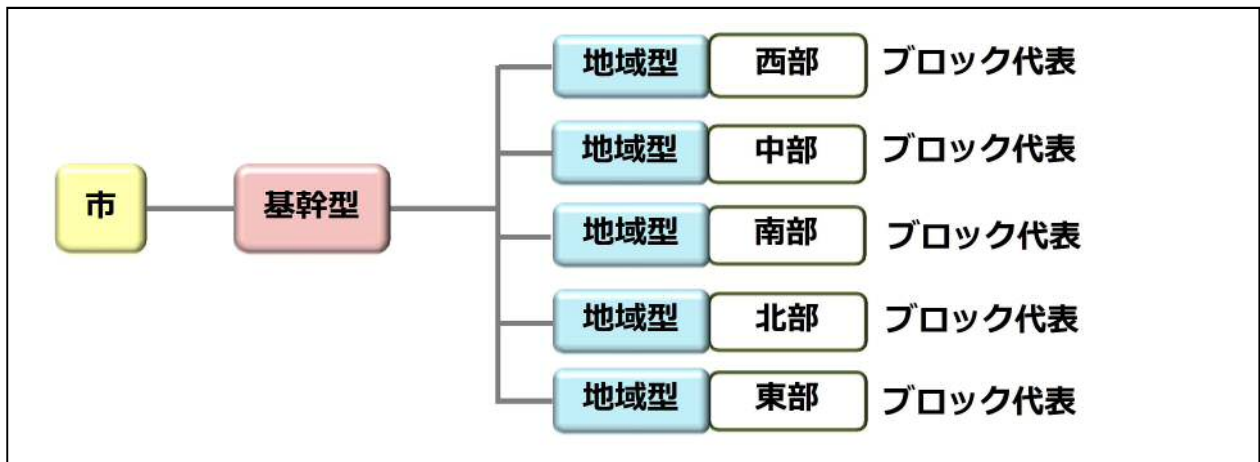 地域型 西部 ブロック代表
地域型 中部 ブロック代表
市 基幹型 地域型 南部 ブロック代表
地域型 北部 ブロック代表
地域型 東部 ブロック代表